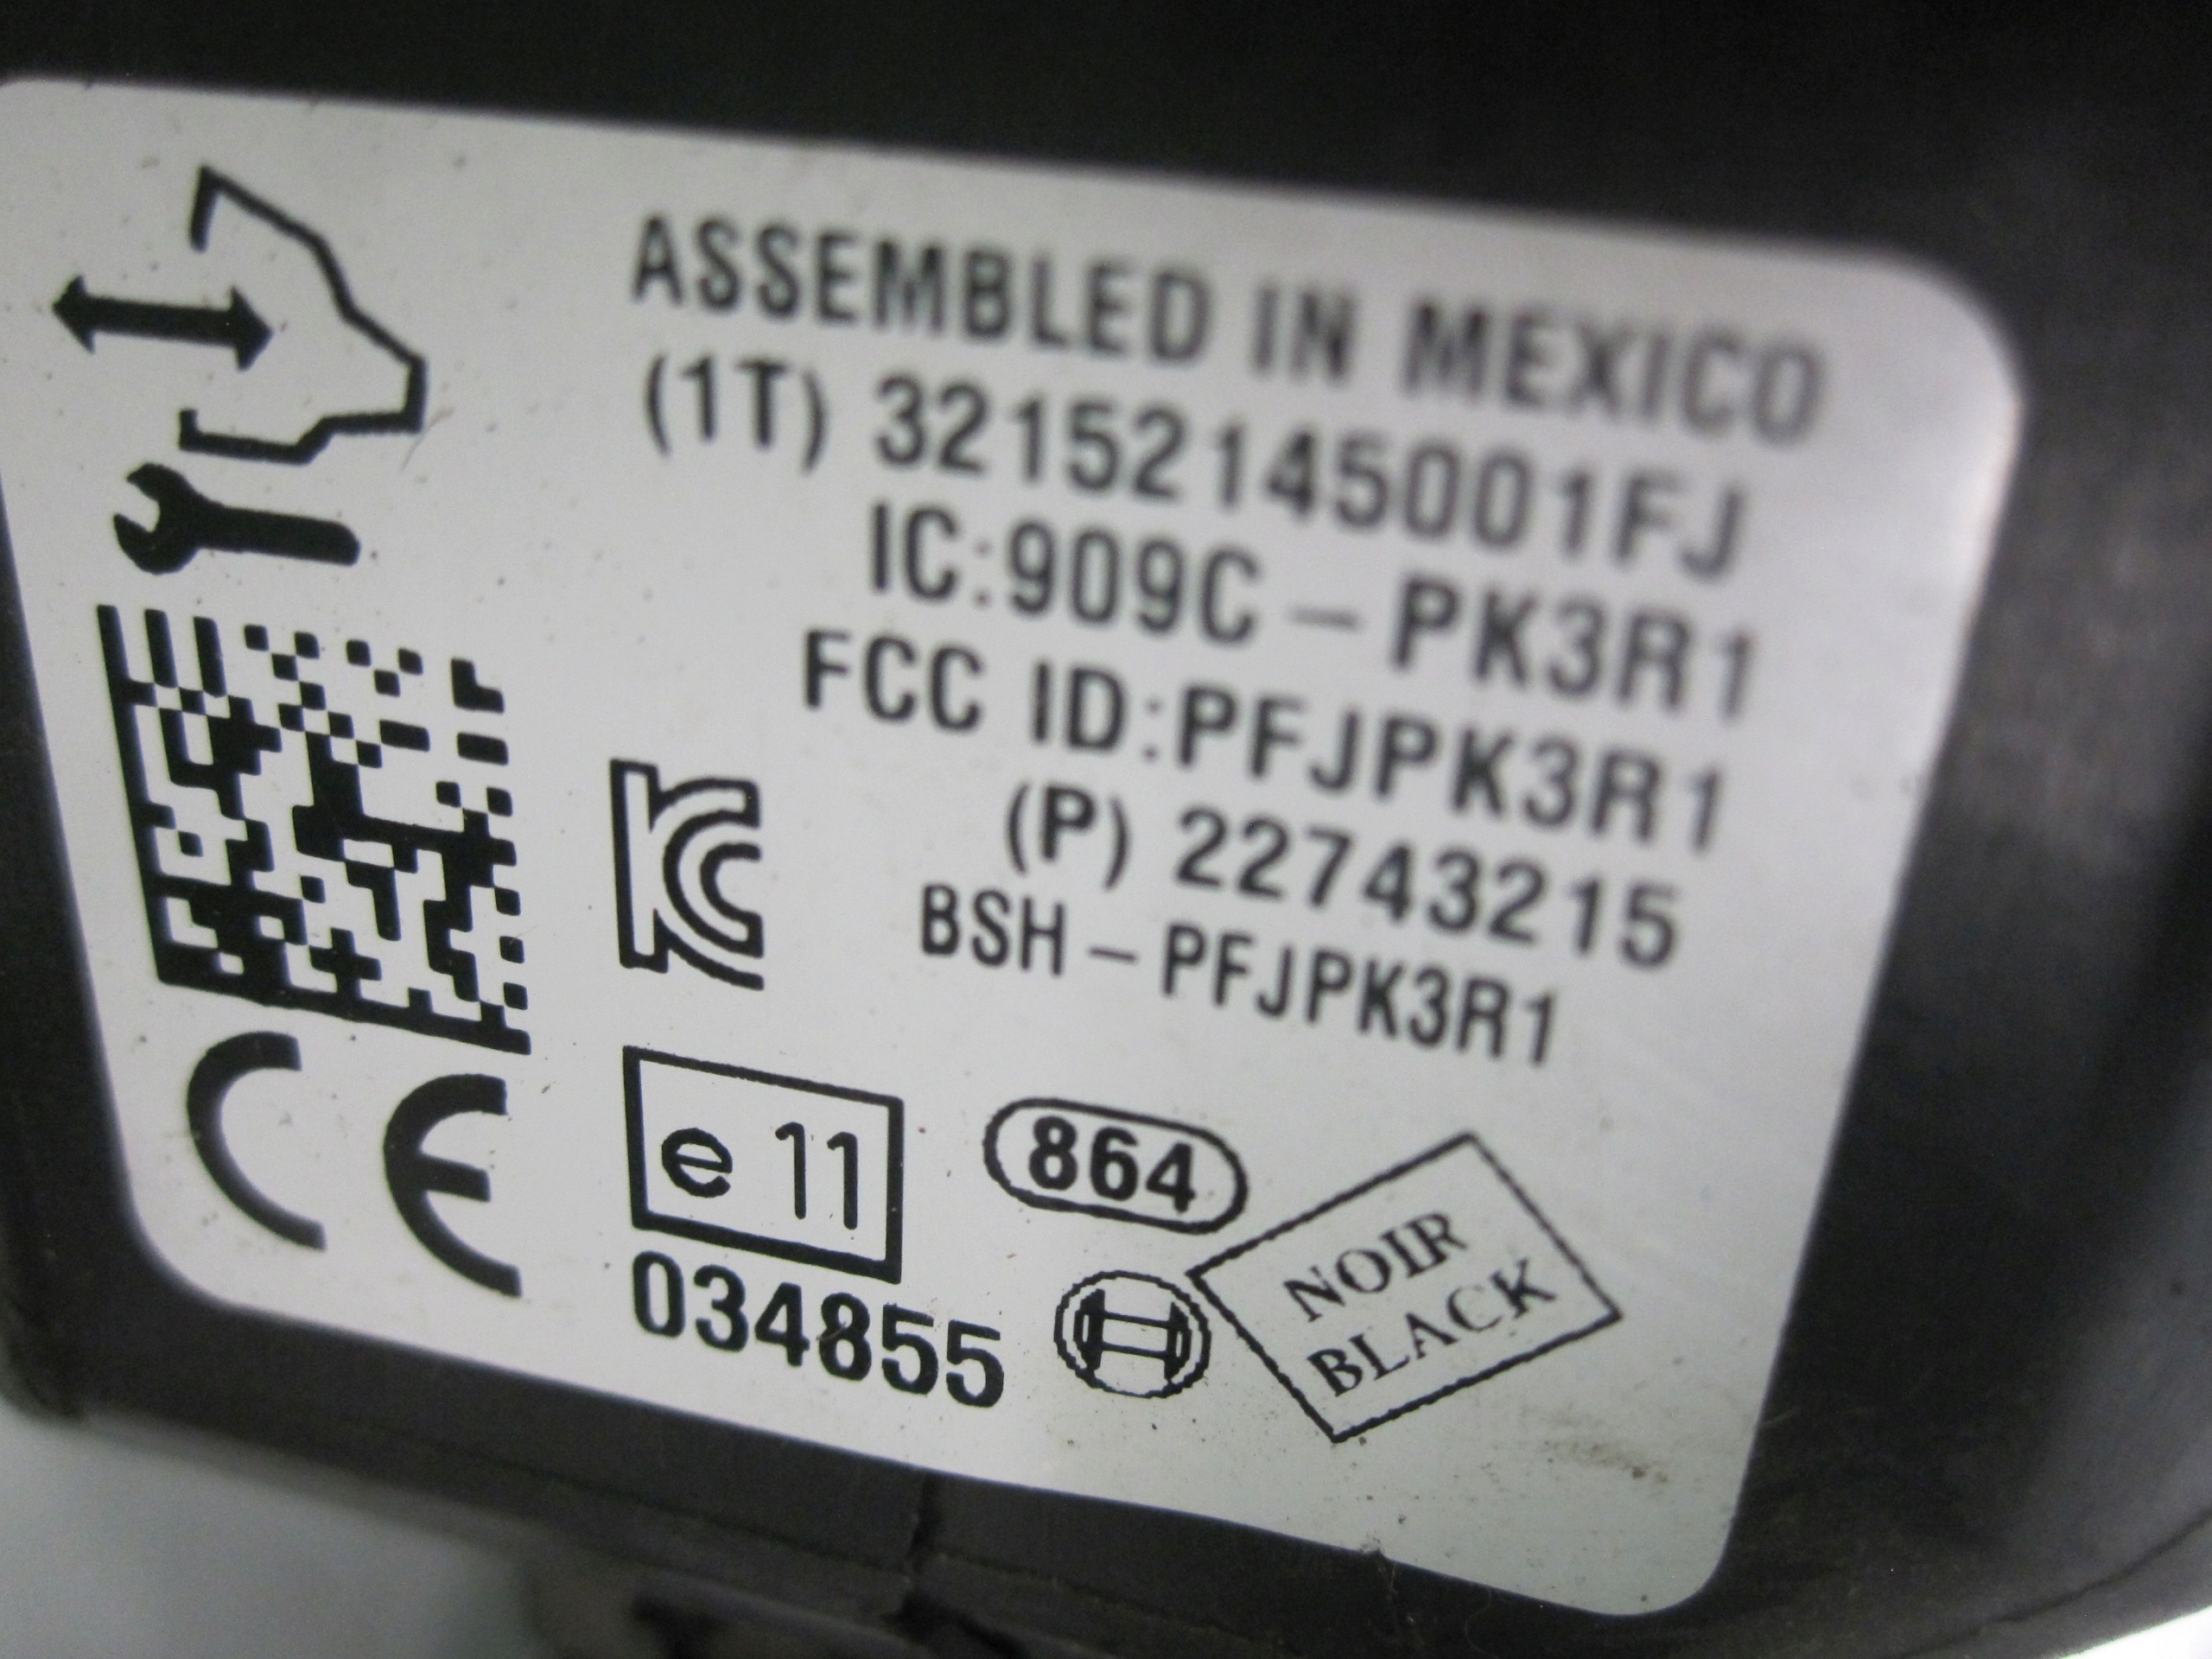 ASSEMBLED IN MEXICO
(1T) 32152145001FJ
IC:909C-PK3R1
FCC ID:PFJPK3R1
(P) 22743215
BSH-PFJPK3R1
KC
CE
e 11
864
034855
NOIR
BLACK